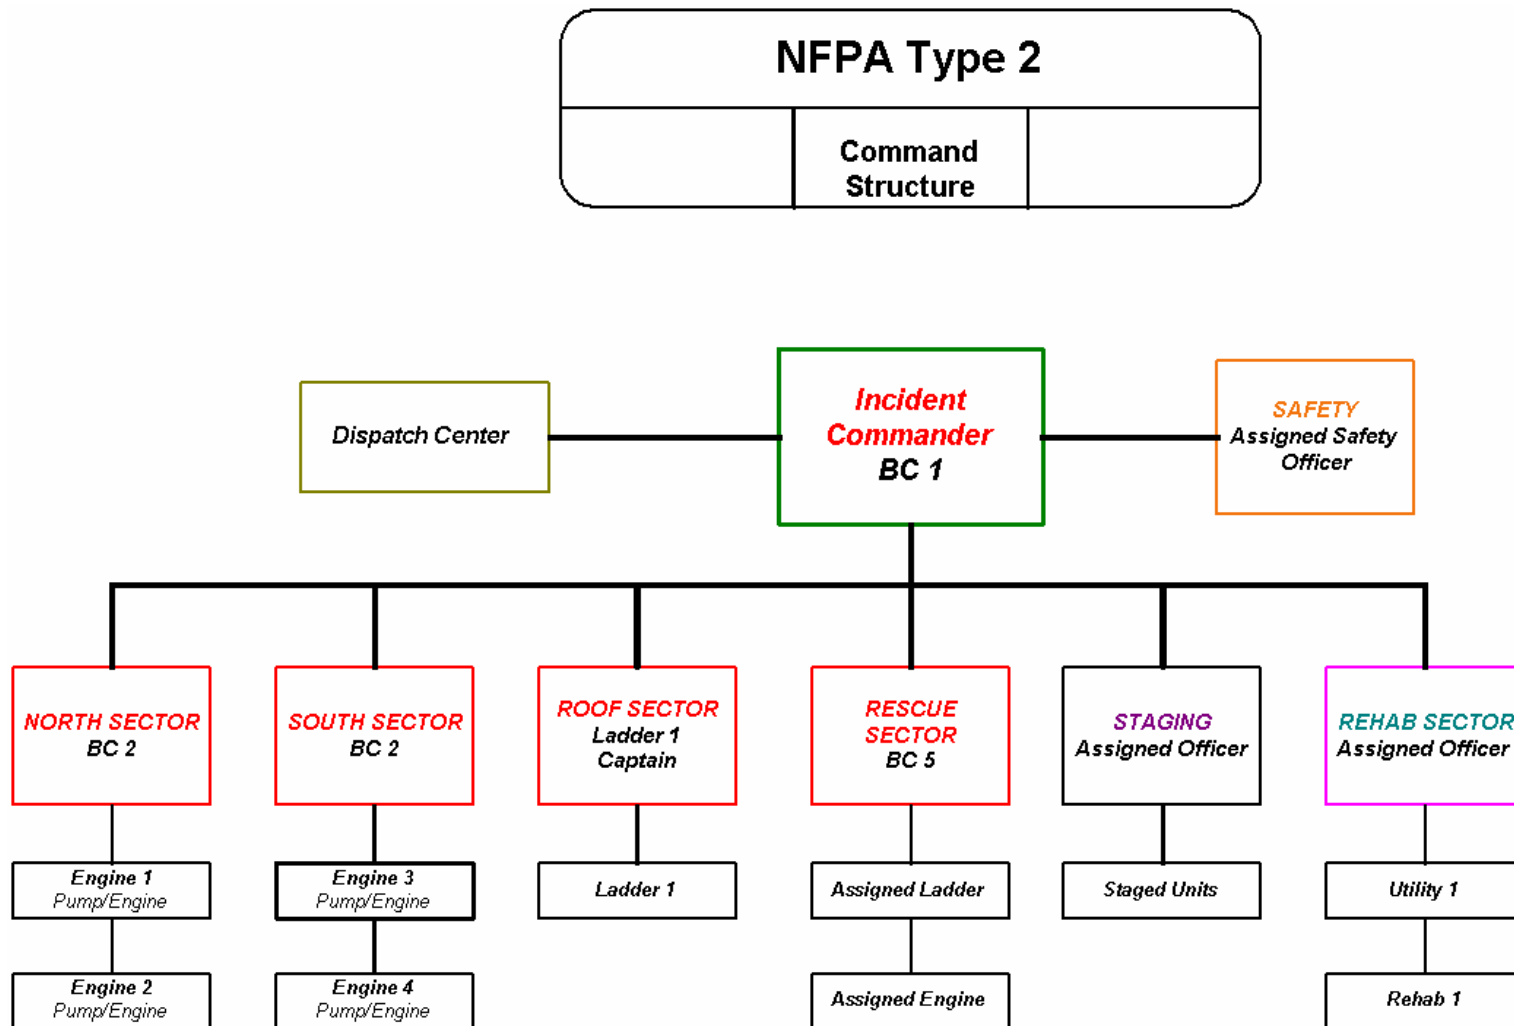 NFPA Type 2
Command
Structure
Dispatch Center
Incident
Commander
BC 1
SAFETY
Assigned Safety
Officer
NORTH SECTOR
BC 2
SOUTH SECTOR
BC 2
ROOF SECTOR
Ladder 1
Captain
RESCUE
SECTOR
BC 5
STAGING
Assigned Officer
REHAB SECTOR
Assigned Officer
Engine 1
Pump/Engine
Engine 3
Pump/Engine
Ladder 1
Assigned Ladder
Staged Units
Utility 1
Engine 2
Pump/Engine
Engine 4
Pump/Engine
Assigned Engine
Rehab 1